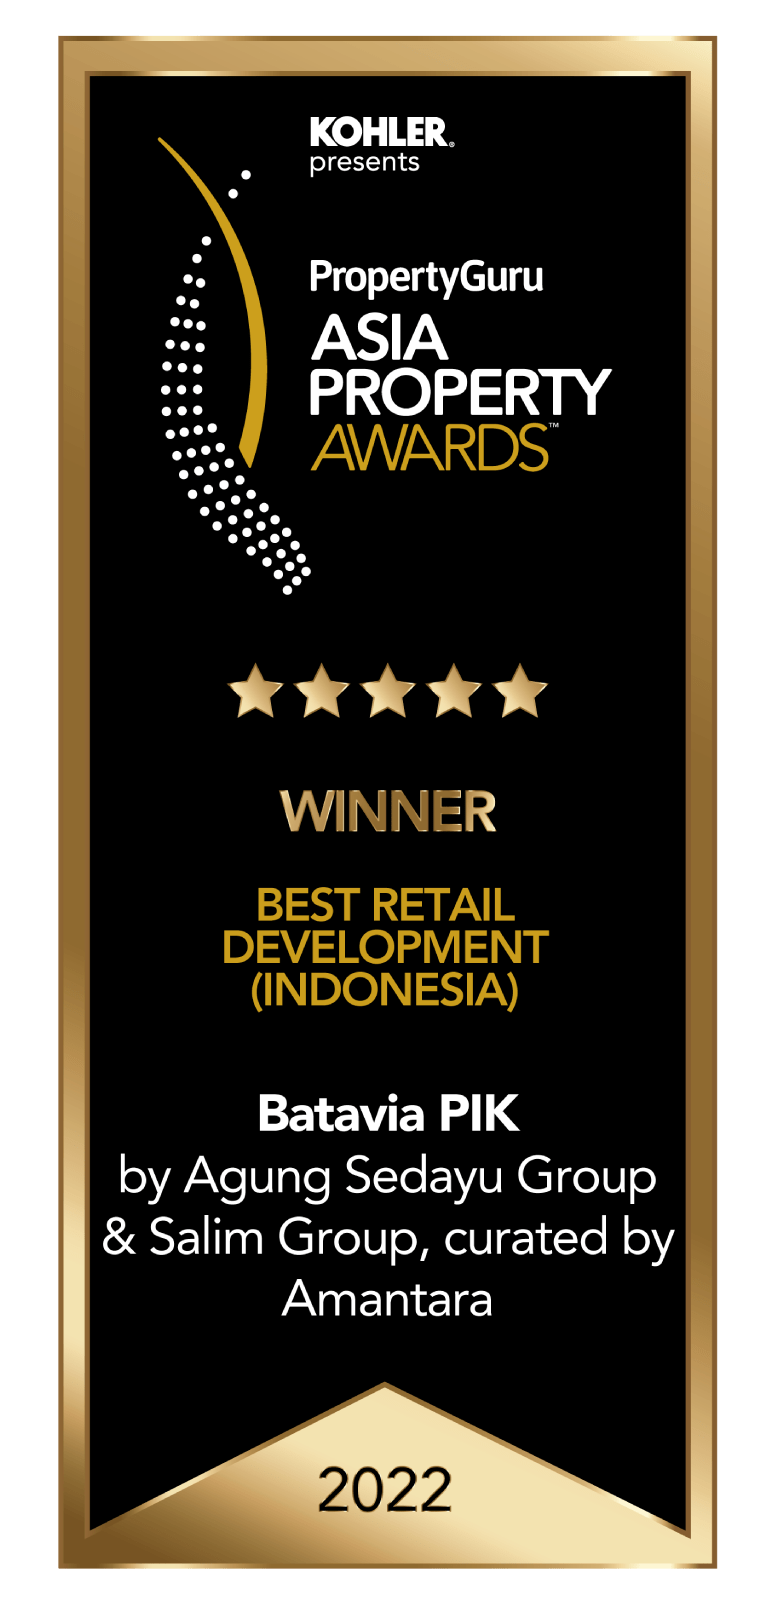 KOHLER®
presents
PropertyGuru
ASIA
PROPERTY
AWARDS™
WINNER
BEST RETAIL
DEVELOPMENT
(INDONESIA)
Batavia PIK
by Agung Sedayu Group
& Salim Group, curated by
Amantara
2022